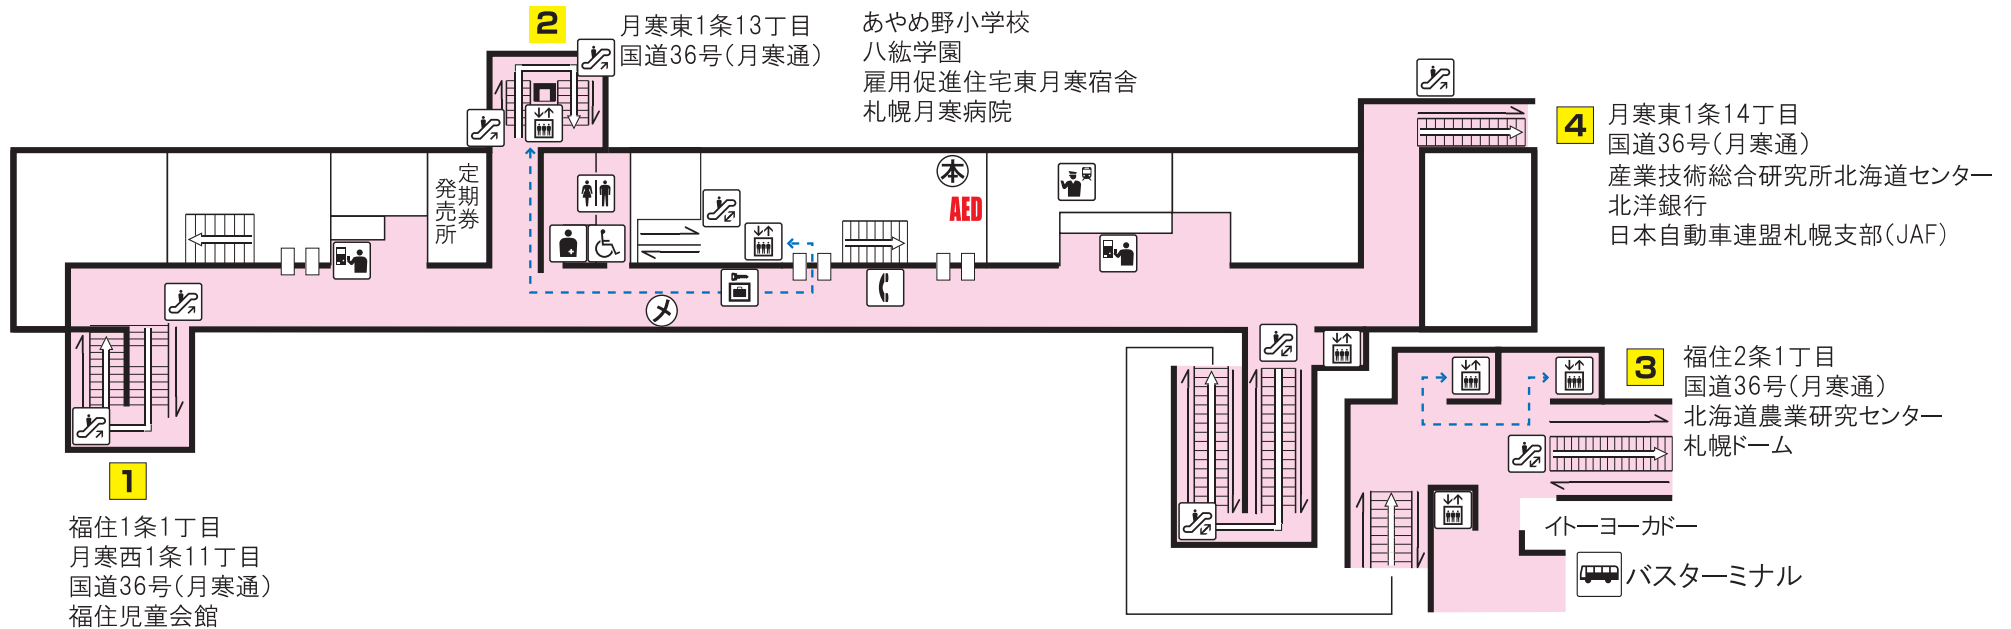 2
月寒東1条13丁目
国道36号(月寒通)
あやめ野小学校
八紘学園
雇用促進住宅東月寒宿舎
札幌月寒病院
4
月寒東1条14丁目
国道36号(月寒通)
産業技術総合研究所北海道センター
北洋銀行
日本自動車連盟札幌支部(JAF)
定期券
発売所
本
AED
メ
3
福住2条1丁目
国道36号(月寒通)
北海道農業研究センター
札幌ドーム
イトーヨーカドー
バスターミナル
1
福住1条1丁目
月寒西1条11丁目
国道36号(月寒通)
福住児童会館